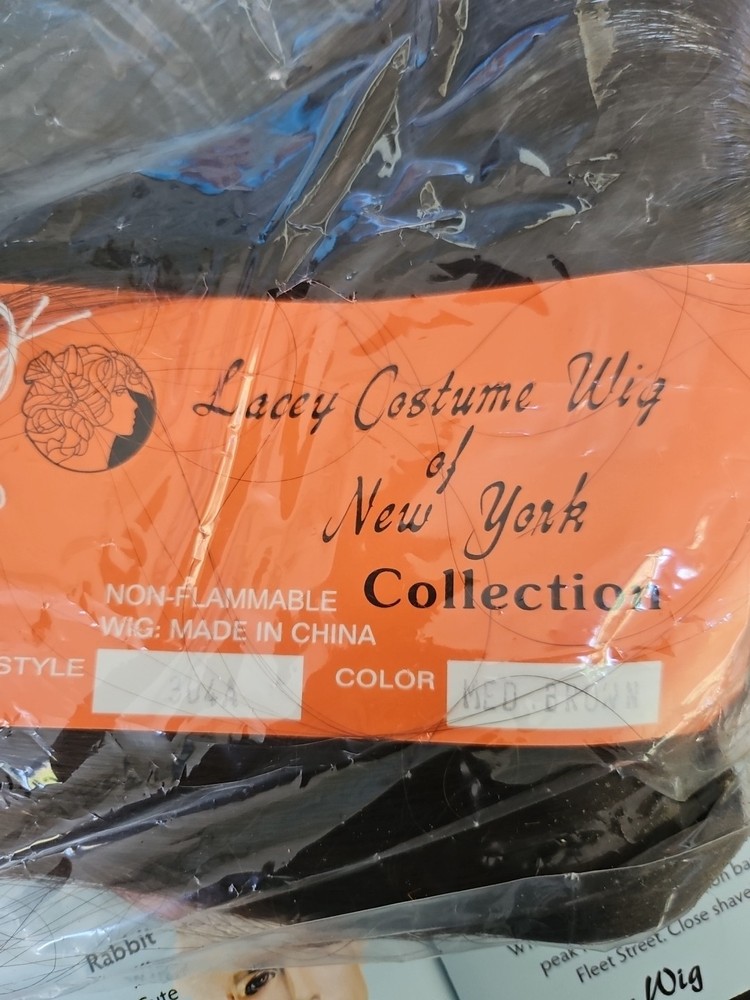 Lacey Costume Wig
of
New York
Collection
NON-FLAMMABLE
WIG: MADE IN CHINA
STYLE
COLOR MED. BROWN
Rabbit
peak
Fleet Street. Close shave
Wig